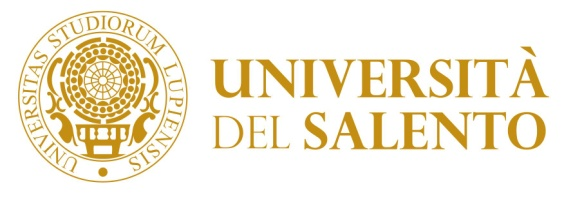 UNIVERSITAS STUDIORUM LUPIENSIS
UNIVERSITÀ
DEL SALENTO